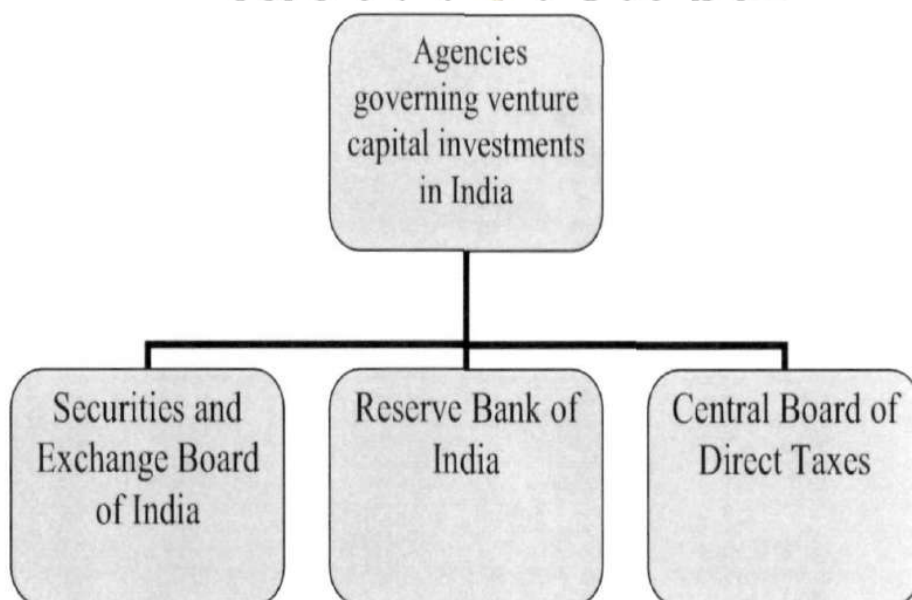 Agencies
governing venture
capital investments
in India
Securities and
Exchange Board
of India
Reserve Bank of
India
Central Board of
Direct Taxes